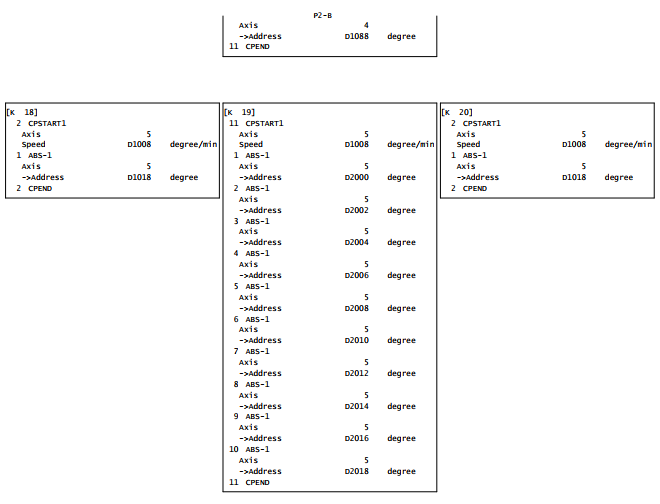 P2-B
Axis 4
->Address D1088 degree
11 CPEND
[K 18]
2 CPSTART1
Axis 5
Speed D1008 degree/min
1 ABS-1
Axis 5
->Address D1018 degree
2 CPEND
[K 19]
11 CPSTART1
Axis 5
Speed D1008 degree/min
1 ABS-1
Axis 5
->Address D2000 degree
2 ABS-1
Axis 5
->Address D2002 degree
3 ABS-1
Axis 5
->Address D2004 degree
4 ABS-1
Axis 5
->Address D2006 degree
5 ABS-1
Axis 5
->Address D2008 degree
6 ABS-1
Axis 5
->Address D2010 degree
7 ABS-1
Axis 5
->Address D2012 degree
8 ABS-1
Axis 5
->Address D2014 degree
9 ABS-1
Axis 5
->Address D2016 degree
10 ABS-1
Axis 5
->Address D2018 degree
11 CPEND
[K 20]
2 CPSTART1
Axis 5
Speed D1008 degree/min
1 ABS-1
Axis 5
->Address D1018 degree
2 CPEND